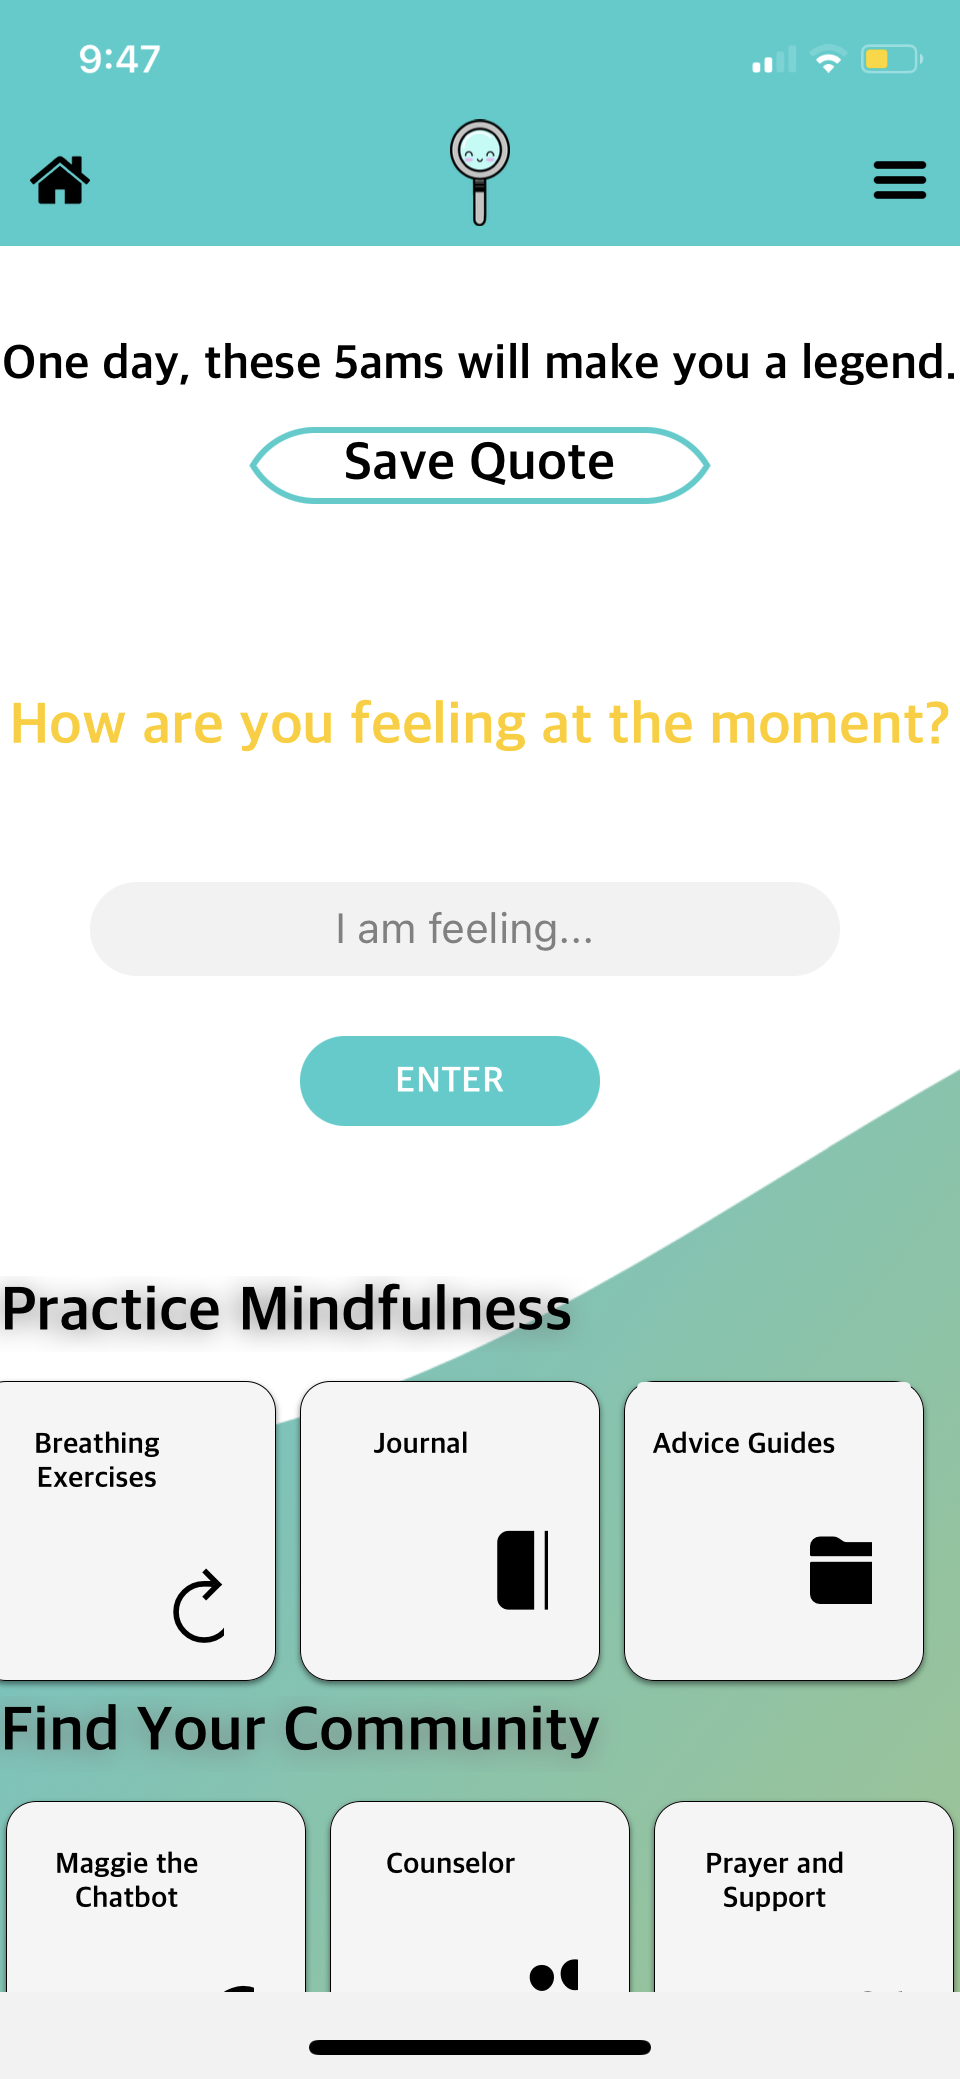 9:47
One day, these 5ams will make you a legend.
Save Quote
How are you feeling at the moment?
I am feeling...
ENTER
Practice Mindfulness
Breathing
Exercises
Journal
Advice Guides
Find Your Community
Maggie the
Chatbot
Counselor
Prayer and
Support